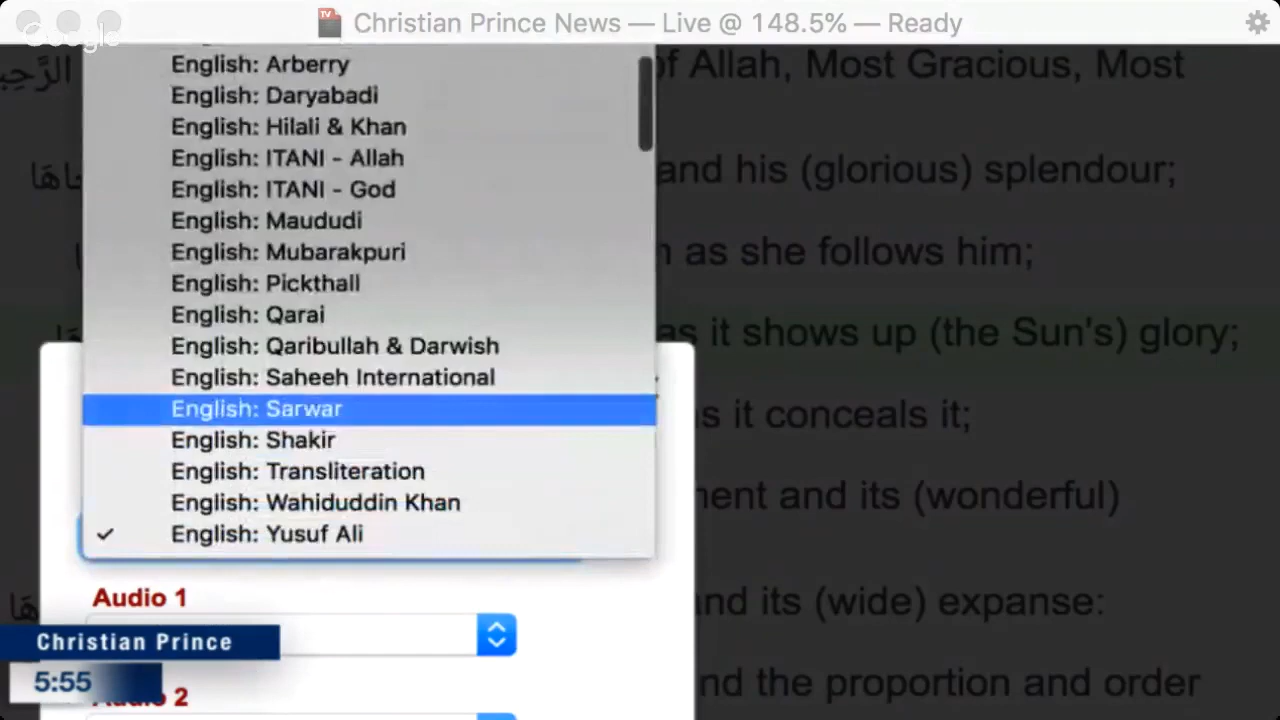 Christian Prince News — Live @ 148.5% — Ready
Google
English: Arberry
English: Daryabadi
English: Hilali & Khan
English: ITANI - Allah
English: ITANI - God
English: Maududi
English: Mubarakpuri
English: Pickthall
English: Qarai
English: Qaribullah & Darwish
English: Saheeh International
English: Sarwar
English: Shakir
English: Transliteration
English: Wahiduddin Khan
✓ English: Yusuf Ali
of Allah, Most Gracious, Most
and his (glorious) splendour;
as she follows him;
as it shows up (the Sun's) glory;
it conceals it;
and its (wonderful)
and its (wide) expanse:
the proportion and order
Audio 1
Audio 2
Christian Prince
5:55